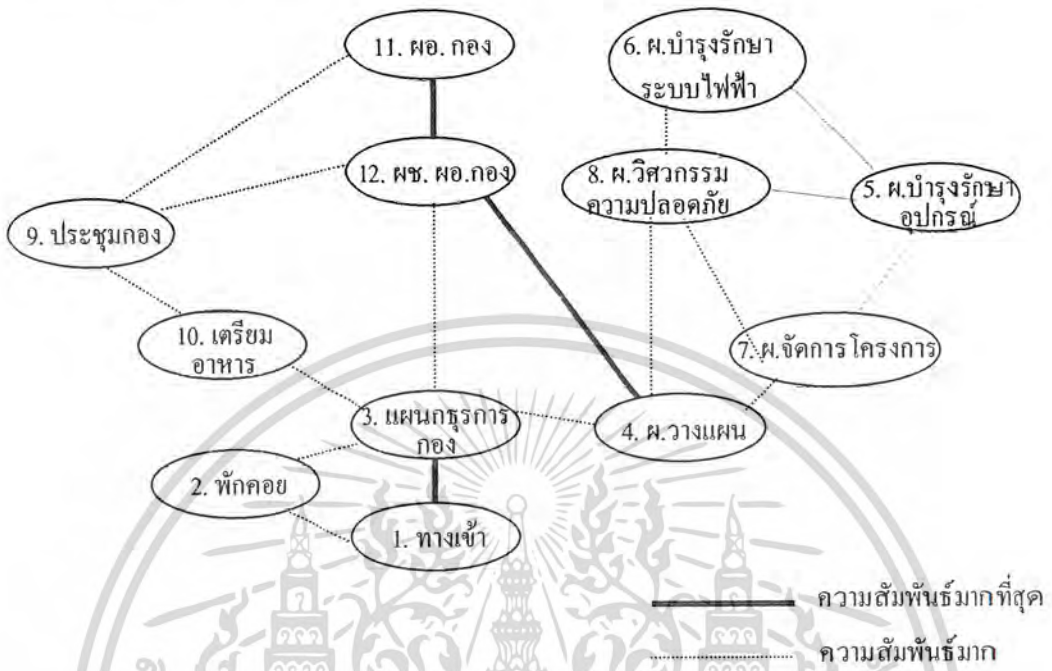 11. ผอ. กอง
6. ผ.บำรุงรักษา
ระบบไฟฟ้า
12. ผช. ผอ.กอง
8. ผ.วิศวกรรม
ความปลอดภัย
5. ผ.บำรุงรักษา
อุปกรณ์
9. ประชุมกอง
10. เตรียม
อาหาร
7. ผ.จัดการ โครงการ
3. แผนกธุรการ
กอง
4. ผ.วางแผน
2. พักคอย
1. ทางเข้า
ความสัมพันธ์มากที่สุด
ความสัมพันธ์มาก